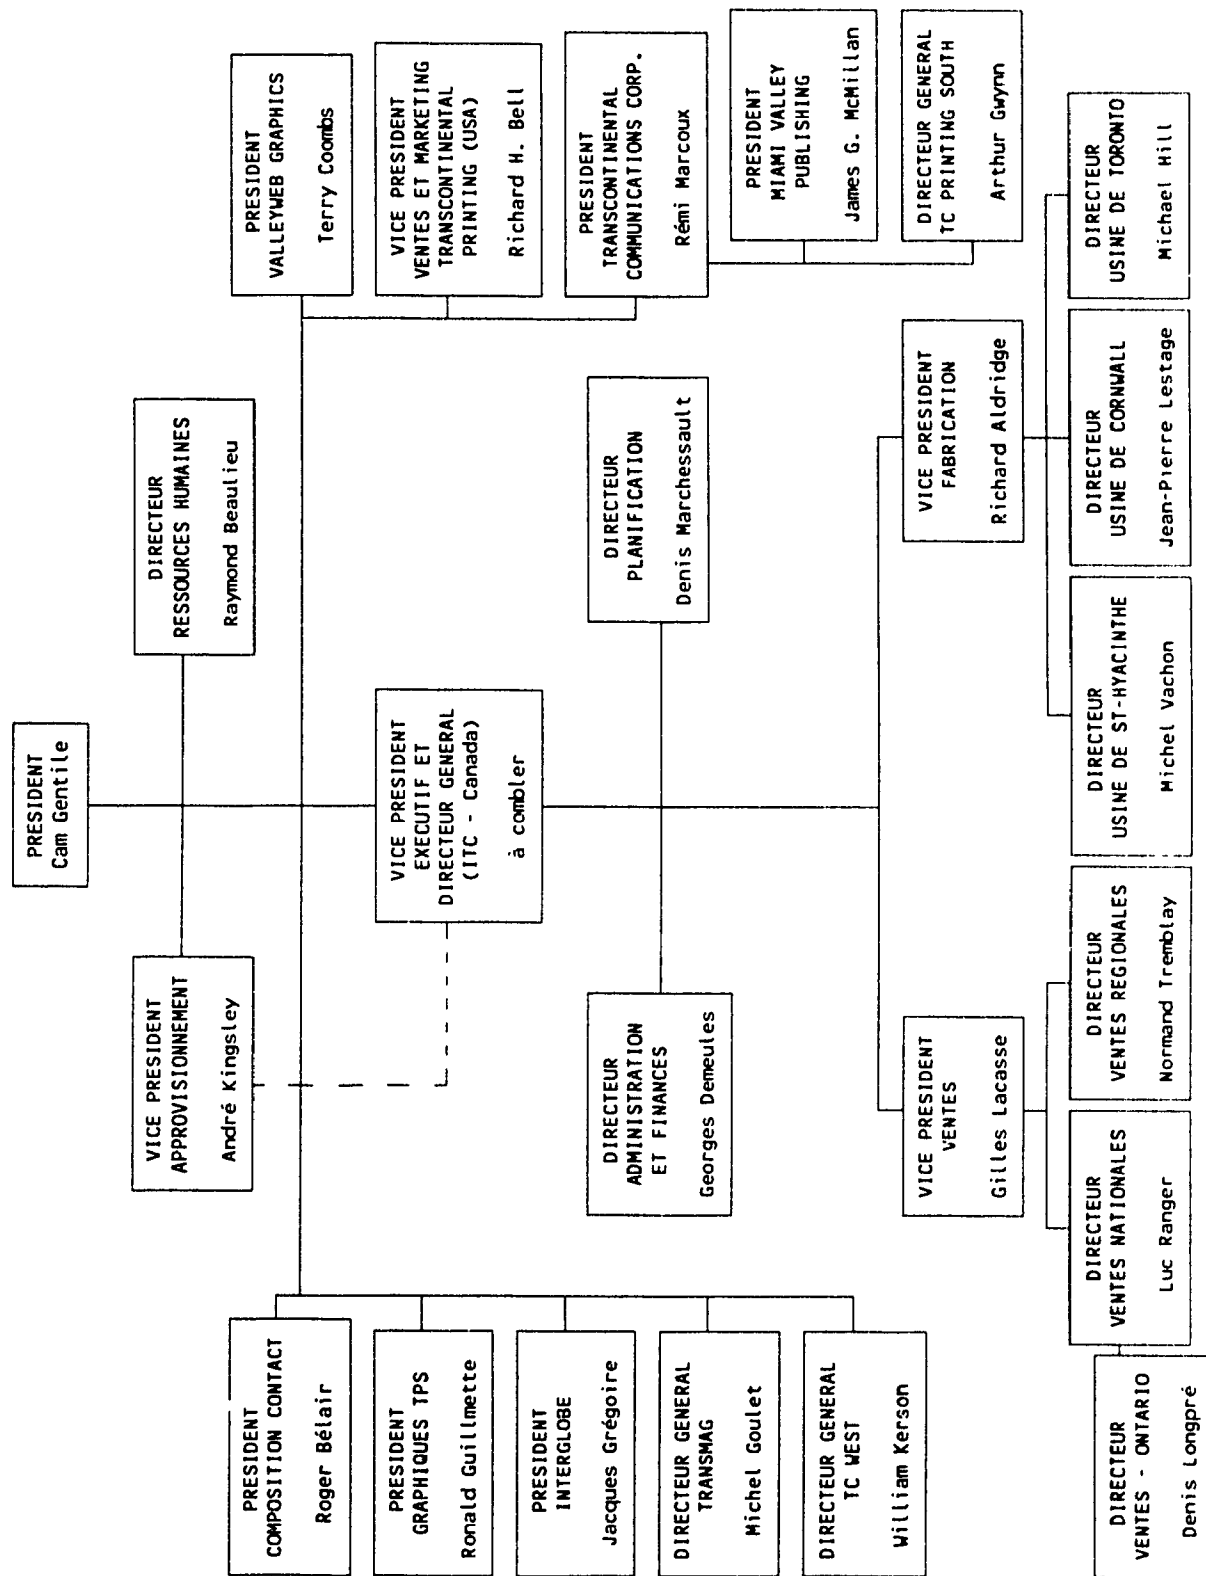 PRESIDENT
Cam Gentile
VICE PRESIDENT
APPROVISIONNEMENT
André Kingsley
DIRECTEUR
RESSOURCES HUMAINES
Raymond Beaulieu
PRESIDENT
COMPOSITION CONTACT
Roger Bélair
PRESIDENT
GRAPHIQUES TPS
Ronald Guillmette
PRESIDENT
INTERGLOBE
Jacques Grégoire
DIRECTEUR GENERAL
TRANSMAG
Michel Goulet
DIRECTEUR GENERAL
TC WEST
William Kerson
VICE PRESIDENT
EXECUTIF ET
DIRECTEUR GENERAL
(ITC - Canada)
à combler
PRESIDENT
VALLEYWEB GRAPHICS
Terry Coombs
VICE PRESIDENT
VENTES ET MARKETING
TRANSCONTINENTAL
PRINTING (USA)
Richard H. Bell
PRESIDENT
TRANSCONTINENTAL
COMMUNICATIONS CORP.
Rémi Marcoux
PRESIDENT
MIAMI VALLEY
PUBLISHING
James G. McMillan
DIRECTEUR GENERAL
TC PRINTING SOUTH
Arthur Gwynn
DIRECTEUR
ADMINISTRATION
ET FINANCES
Georges Demeules
DIRECTEUR
PLANIFICATION
Denis Marchessault
VICE PRESIDENT
VENTES
Gilles Lacasse
VICE PRESIDENT
FABRICATION
Richard Aldridge
DIRECTEUR
VENTES NATIONALES
Luc Ranger
DIRECTEUR
VENTES REGIONALES
Normand Tremblay
DIRECTEUR
USINE DE ST-HYACINTHE
Michel Vachon
DIRECTEUR
USINE DE CORNWALL
Jean-Pierre Lestage
DIRECTEUR
USINE DE TORONTO
Michael Hill
DIRECTEUR
VENTES - ONTARIO
Denis Longpré